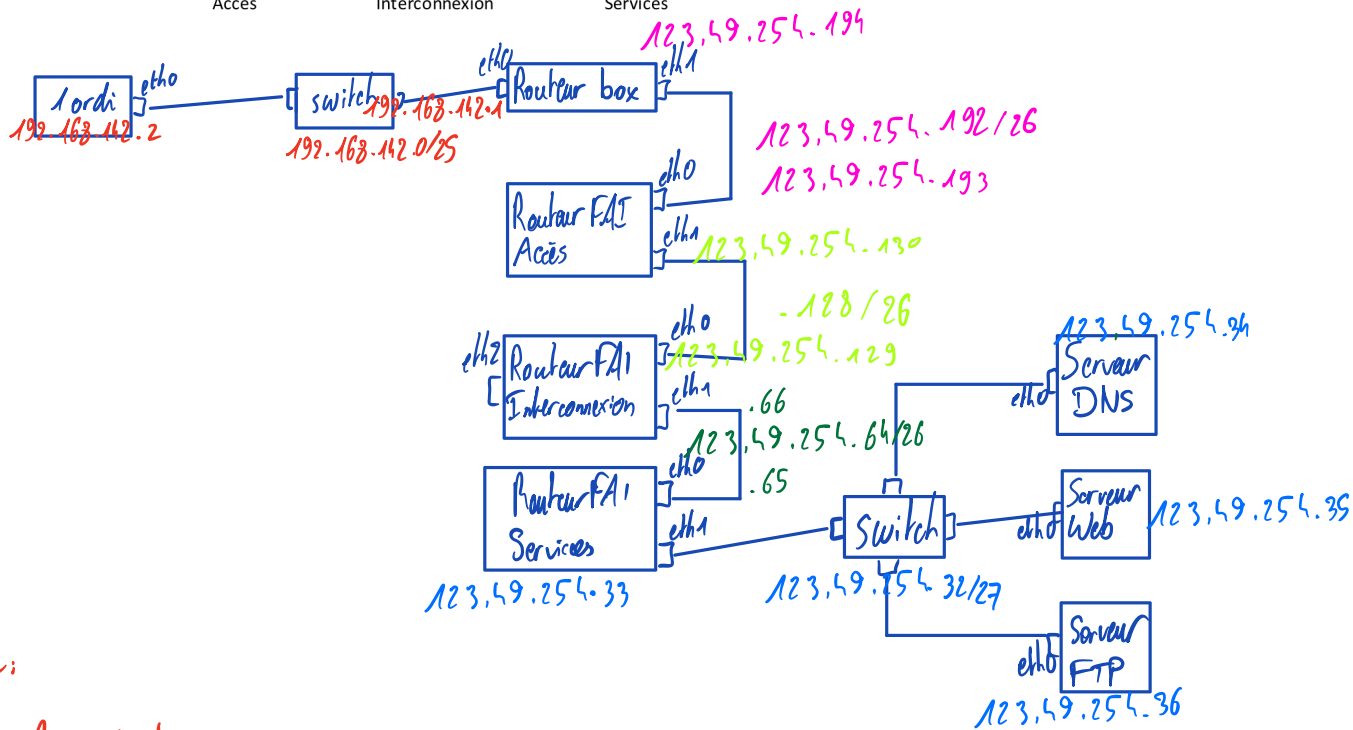 Accès Interconnexion Services
123.49.254.194
eth0
eth0
eth1
1 ordi
switch
Routeur box
192.168.142.1
192.168.142.2
192.168.142.0/25
123.49.254.192/26
123.49.254.193
eth0
Routeur FAI
Accès
eth1
123.49.254.130
.128/26
eth0
123.49.254.129
eth2
Routeur FAI
Interconnexion
eth1
.66
123.49.254.64/26
.65
eth0
Routeur FAI
Services
eth1
123.49.254.33
switch
123.49.254.32/27
123.49.254.34
Serveur
DNS
eth0
Serveur
Web
eth0
123.49.254.35
Serveur
FTP
eth0
123.49.254.36